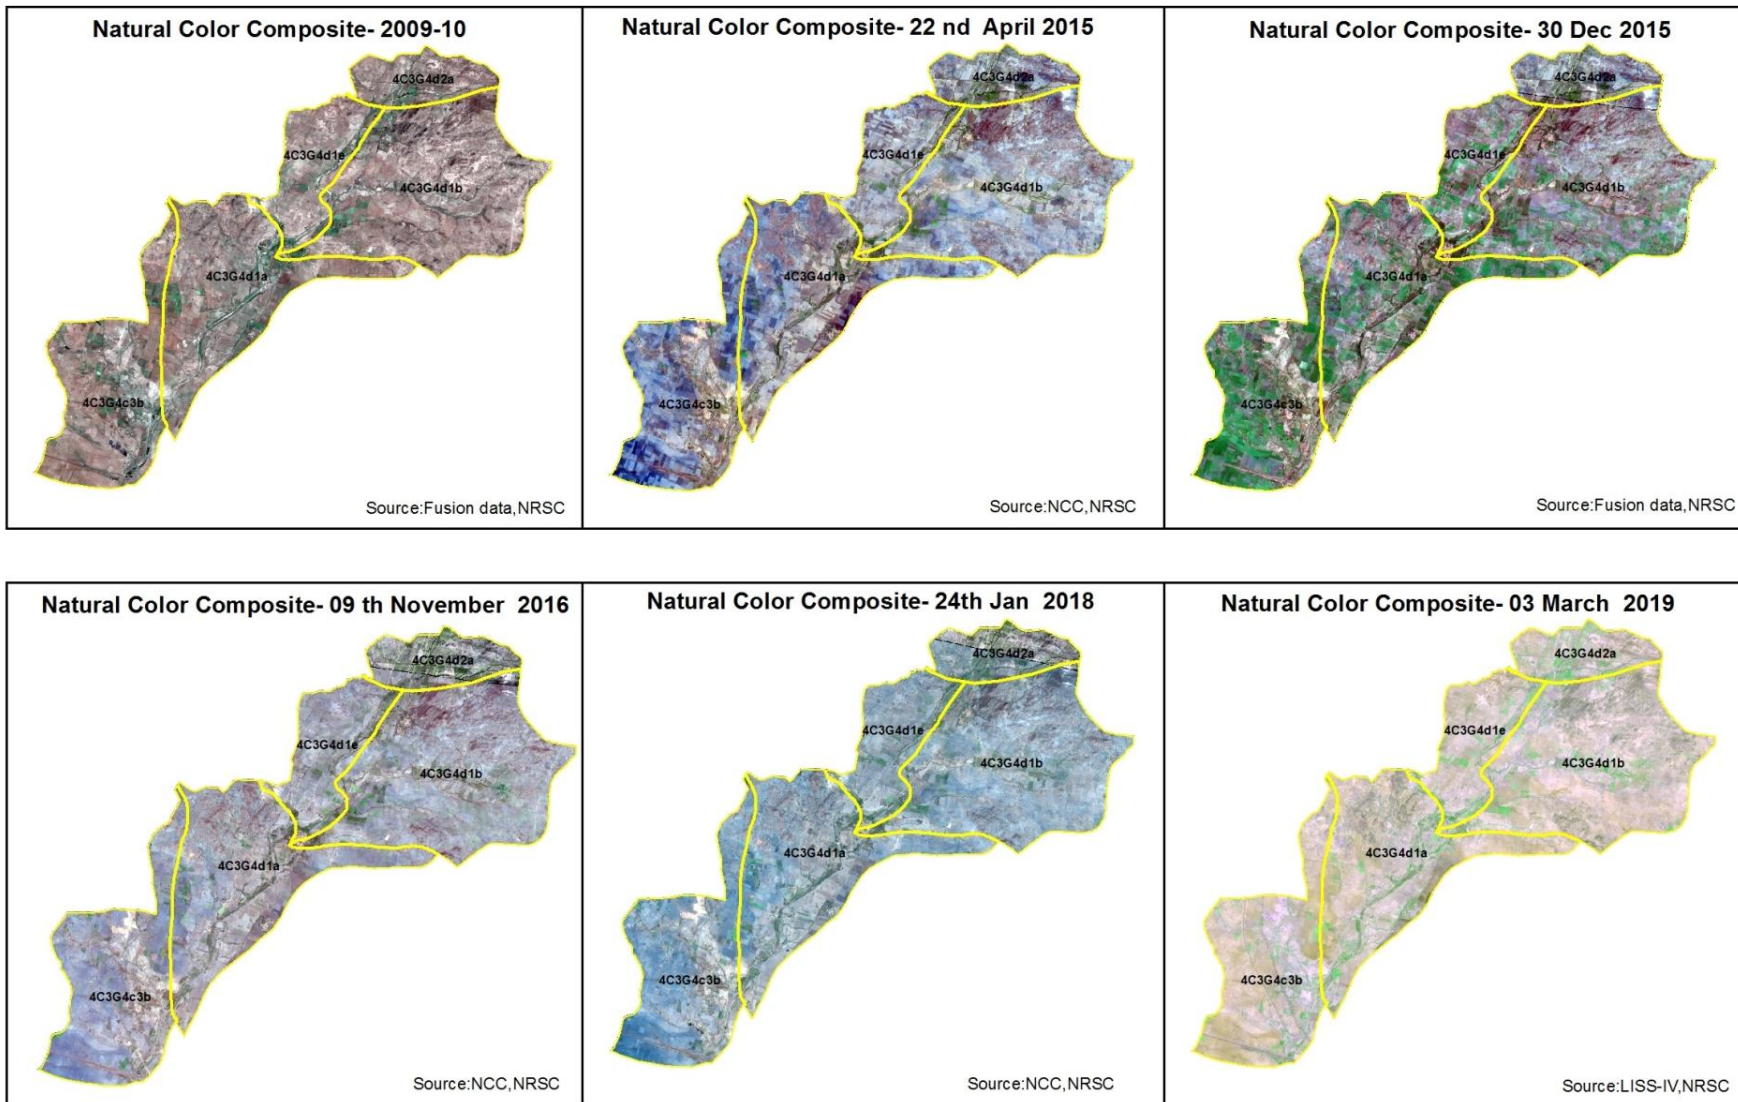 Natural Color Composite- 2009-10
4C3G4d2a
4C3G4d1e
4C3G4d1b
4C3G4d1a
4C3G4c3b
Source:Fusion data,NRSC
Natural Color Composite- 22 nd April 2015
4C3G4d2a
4C3G4d1e
4C3G4d1b
4C3G4d1a
4C3G4c3b
Source:NCC,NRSC
Natural Color Composite- 30 Dec 2015
4C3G4d2a
4C3G4d1e
4C3G4d1b
4C3G4d1a
4C3G4c3b
Source:Fusion data,NRSC
Natural Color Composite- 09 th November 2016
4C3G4d2a
4C3G4d1e
4C3G4d1b
4C3G4d1a
4C3G4c3b
Source:NCC,NRSC
Natural Color Composite- 24th Jan 2018
4C3G4d2a
4C3G4d1e
4C3G4d1b
4C3G4d1a
4C3G4c3b
Source:NCC,NRSC
Natural Color Composite- 03 March 2019
4C3G4d2a
4C3G4d1e
4C3G4d1b
4C3G4d1a
4C3G4c3b
Source:LISS-IV,NRSC